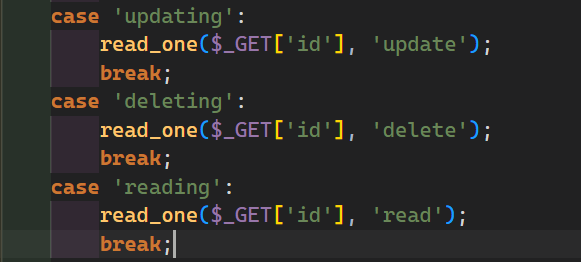 case 'updating':
read_one($_GET['id'], 'update');
break;
case 'deleting':
read_one($_GET['id'], 'delete');
break;
case 'reading':
read_one($_GET['id'], 'read');
break;